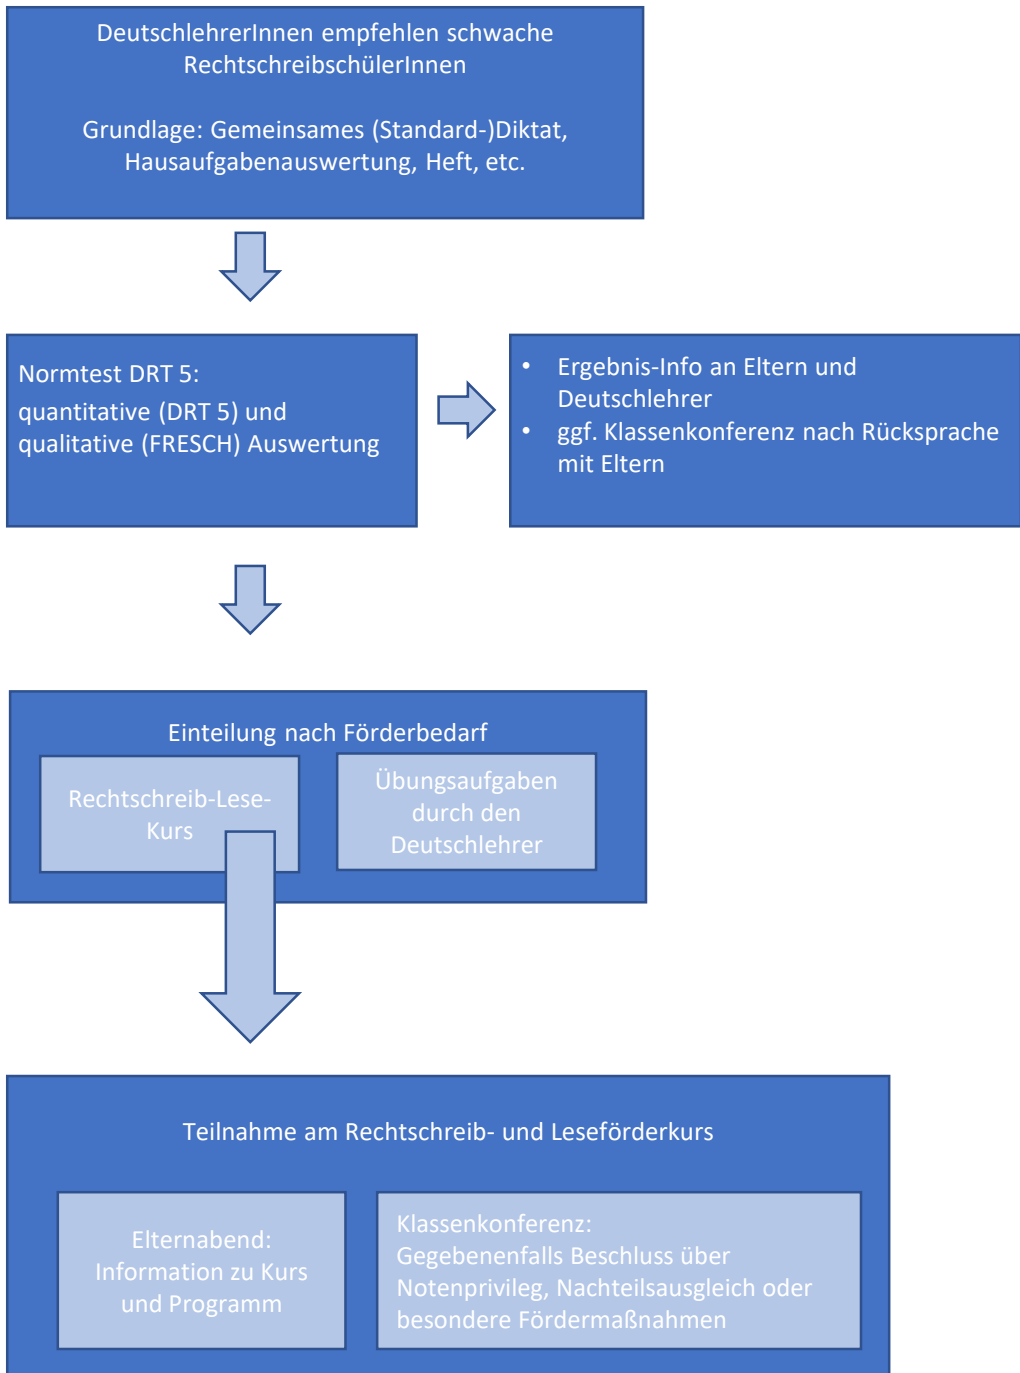 DeutschlehrerInnen empfehlen schwache
RechtschreibschülerInnen
Grundlage: Gemeinsames (Standard-)Diktat,
Hausaufgabenauswertung, Heft, etc.
Normtest DRT 5:
quantitative (DRT 5) und
qualitative (FRESCH) Auswertung
• Ergebnis-Info an Eltern und
Deutschlehrer
• ggf. Klassenkonferenz nach Rücksprache
mit Eltern
Einteilung nach Förderbedarf
Rechtschreib-Lese-
Kurs
Übungsaufgaben
durch den
Deutschlehrer
Teilnahme am Rechtschreib- und Leseförderkurs
Elternabend:
Information zu Kurs
und Programm
Klassenkonferenz:
Gegebenenfalls Beschluss über
Notenprivileg, Nachteilsausgleich oder
besondere Fördermaßnahmen